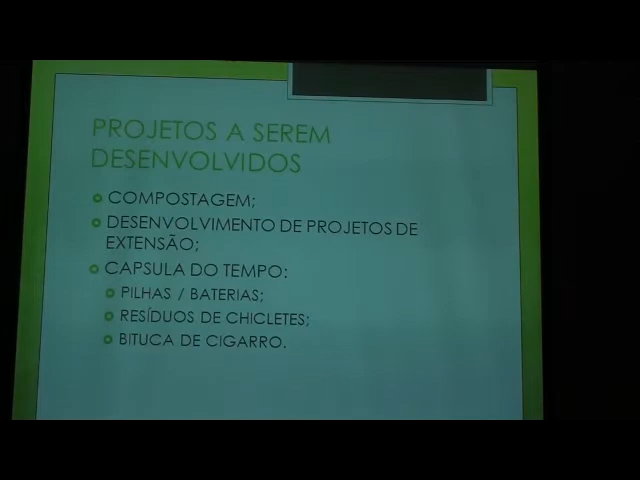 PROJETOS A SEREM
DESENVOLVIDOS
COMPOSTAGEM;
DESENVOLVIMENTO DE PROJETOS DE
EXTENSÃO;
CAPSULA DO TEMPO:
PILHAS / BATERIAS;
RESÍDUOS DE CHICLETES;
BITUCA DE CIGARRO.